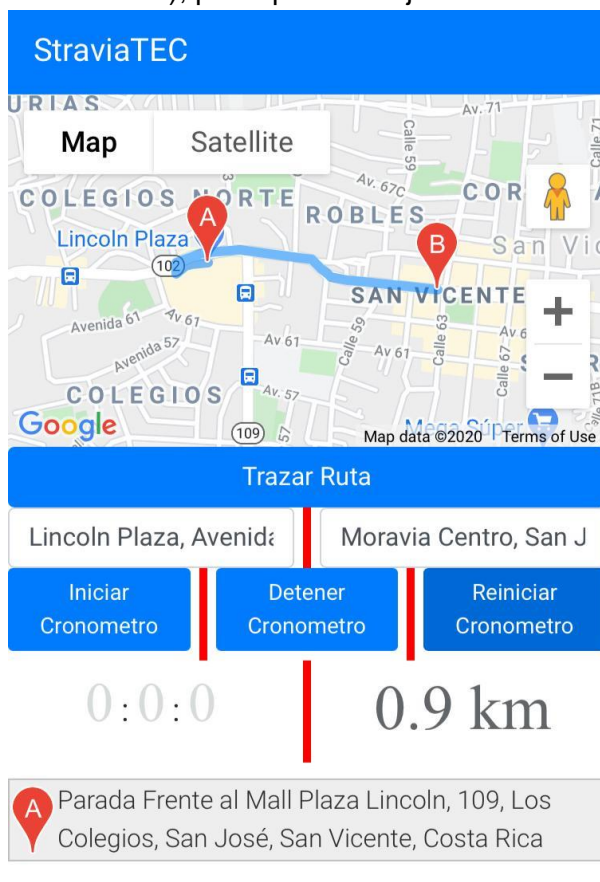 StraviaTEC
URIAS
Av. 71
Calle 71
Map
Satellite
Calle 59
Av. 67C
COLEGIOS NORTE
COR
ROBLES
A
B
Lincoln Plaza
San Vic
102
SAN VICENTE
Avenida 61
Av 61
Av 61
Calle 59
Av 61
Calle 63
Av 6
Calle 67
Avenida 57
COLEGIOS
Av. 57
57
Google
109
Mega Súper
Map data ©2020
Terms of Use
Trazar Ruta
Lincoln Plaza, Avenida
Moravia Centro, San J
Iniciar
Cronometro
Detener
Cronometro
Reiniciar
Cronometro
0:0:0
0.9 km
A
Parada Frente al Mall Plaza Lincoln, 109, Los
Colegios, San José, San Vicente, Costa Rica